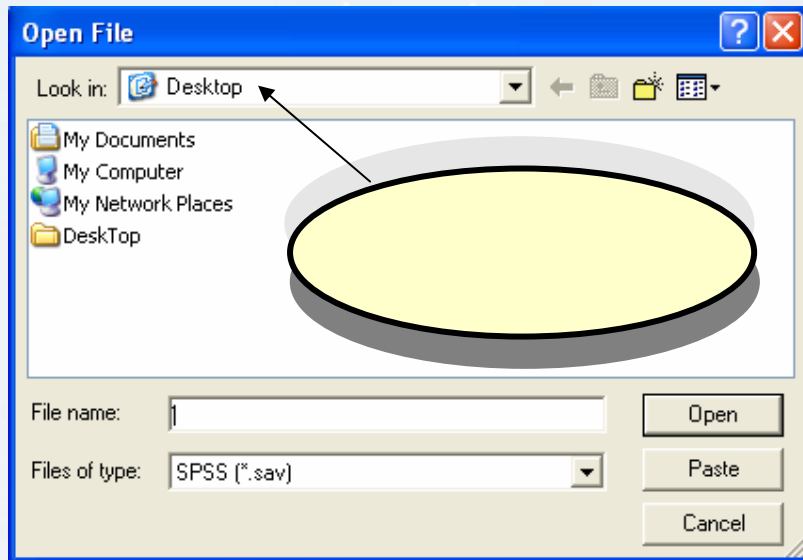 Open File
Look in: Desktop
My Documents
My Computer
My Network Places
DeskTop
File name:
Open
Files of type: SPSS (*.sav)
Paste
Cancel